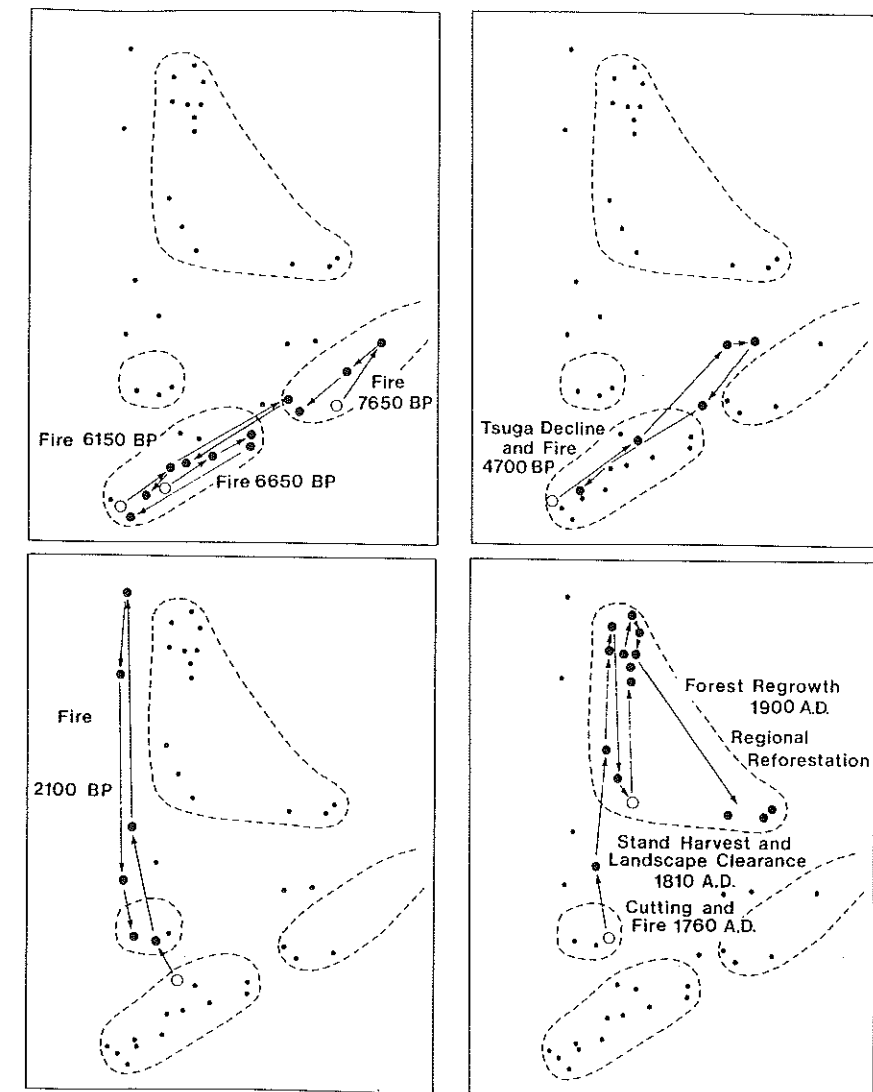 Fire
7650 BP
Fire 6150 BP
Fire 6650 BP
Tsuga Decline
and Fire
4700 BP
Fire
2100 BP
Forest Regrowth
1900 A.D.
Regional
Reforestation
Stand Harvest and
Landscape Clearance
1810 A.D.
Cutting and
Fire 1760 A.D.